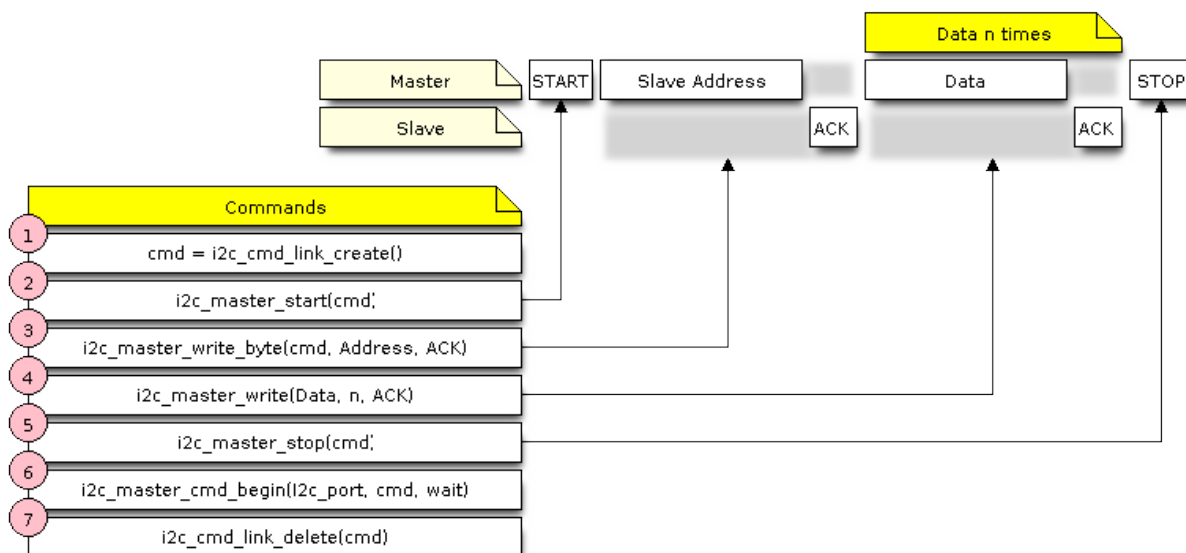 Data n times
Master START Slave Address Data STOP
Slave ACK ACK
Commands
1
cmd = i2c_cmd_link_create()
2
i2c_master_start(cmd)
3
i2c_master_write_byte(cmd, Address, ACK)
4
i2c_master_write(Data, n, ACK)
5
i2c_master_stop(cmd)
6
i2c_master_cmd_begin(I2c_port, cmd, wait)
7
i2c_cmd_link_delete(cmd)